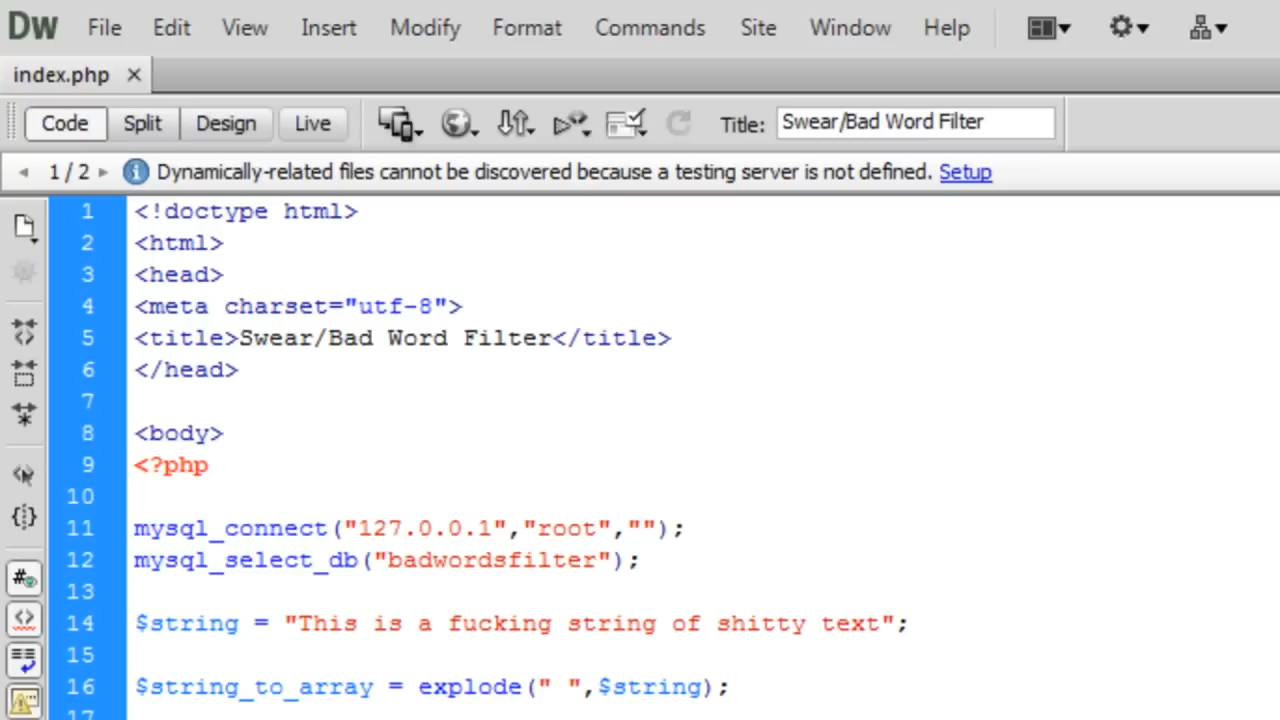 Dw File Edit View Insert Modify Format Commands Site Window Help
index.php ×
Code Split Design Live Title: Swear/Bad Word Filter
1 / 2 Dynamically-related files cannot be discovered because a testing server is not defined. Setup
1 <!doctype html>
2 <html>
3 <head>
4 <meta charset="utf-8">
5 <title>Swear/Bad Word Filter</title>
6 </head>
7
8 <body>
9 <?php
10
11 mysql_connect("127.0.0.1","root","");
12 mysql_select_db("badwordsfilter");
13
14 $string = "This is a fucking string of shitty text";
15
16 $string_to_array = explode(" ",$string);
17